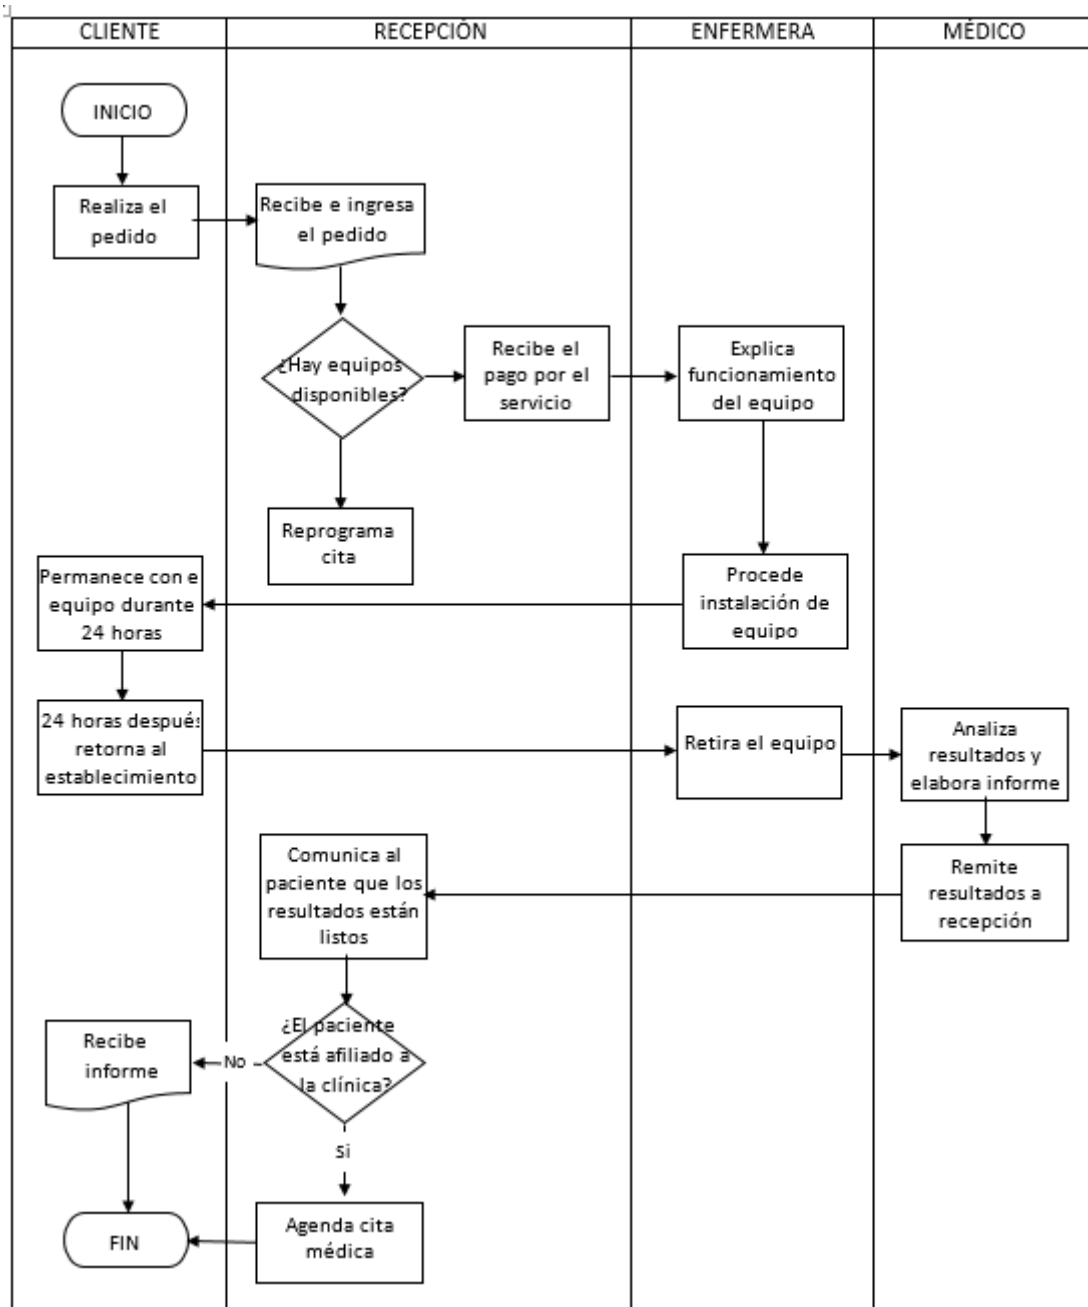 CLIENTE
RECEPCIÓN
ENFERMERA
MÉDICO
INICIO
Realiza el
pedido
Recibe e ingresa
el pedido
¿Hay equipos
disponibles?
Recibe el
pago por el
servicio
Explica
funcionamiento
del equipo
Reprograma
cita
Procede
instalación de
equipo
Permanece con e
equipo durante
24 horas
24 horas después
retorna al
establecimiento
Retira el equipo
Analiza
resultados y
elabora informe
Remite
resultados a
recepción
Comunica al
paciente que los
resultados están
listos
¿El paciente
está afiliado a
la clínica?
No
Recibe
informe
Si
Agenda cita
médica
FIN